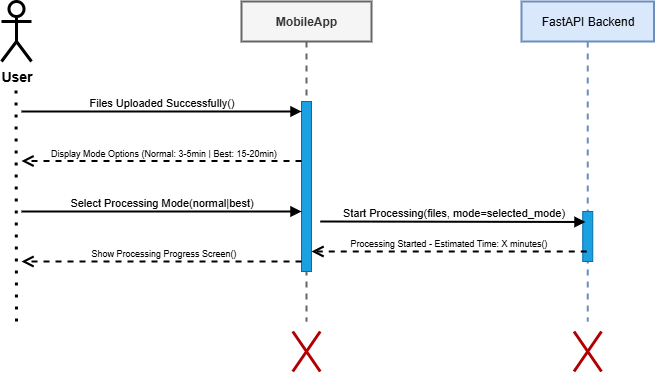 MobileApp
FastAPI Backend
User
Files Uploaded Successfully()
Display Mode Options (Normal: 3-5min | Best: 15-20min)
Select Processing Mode(normal|best)
Start Processing(files, mode=selected_mode)
Processing Started - Estimated Time: X minutes()
Show Processing Progress Screen()